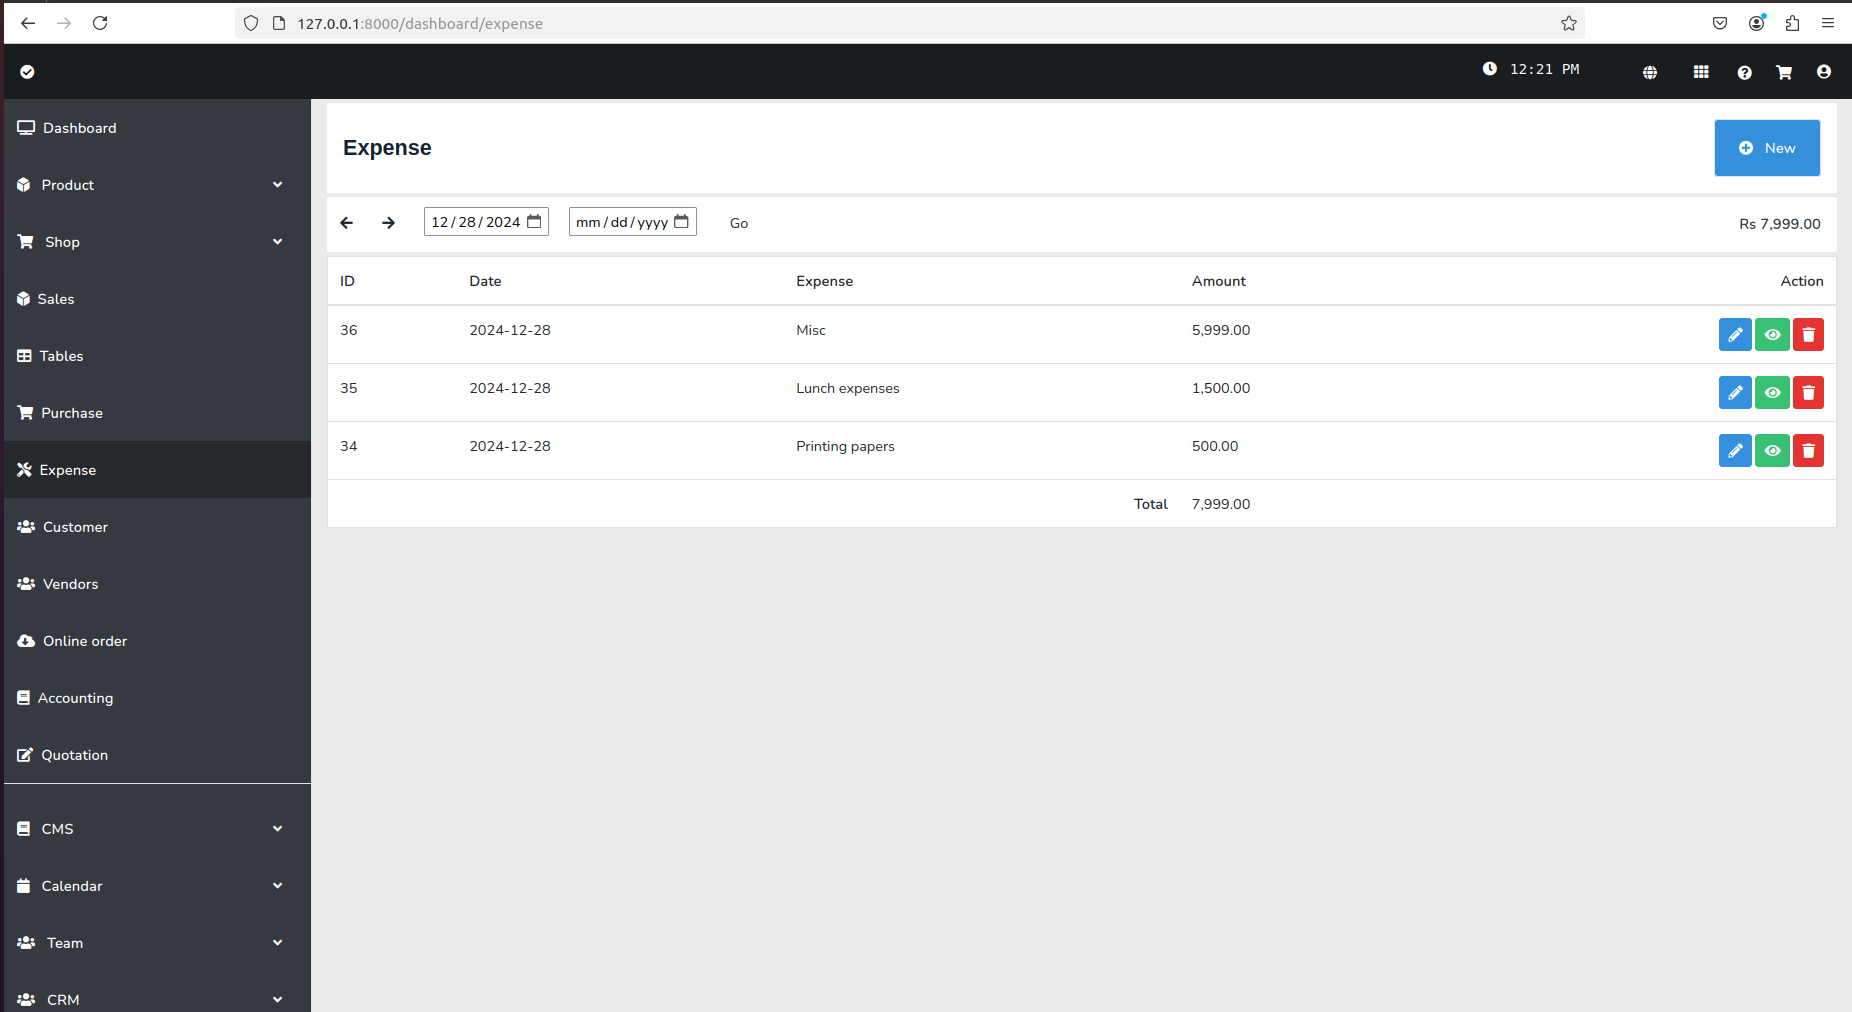 127.0.0.1:8000/dashboard/expense
12:21 PM
Dashboard
Product
Shop
Sales
Tables
Purchase
Expense
Customer
Vendors
Online order
Accounting
Quotation
CMS
Calendar
Team
CRM
Expense
New
12/28/2024 mm/dd/yyyy Go Rs 7,999.00
ID Date Expense Amount Action
36 2024-12-28 Misc 5,999.00
35 2024-12-28 Lunch expenses 1,500.00
34 2024-12-28 Printing papers 500.00
Total 7,999.00